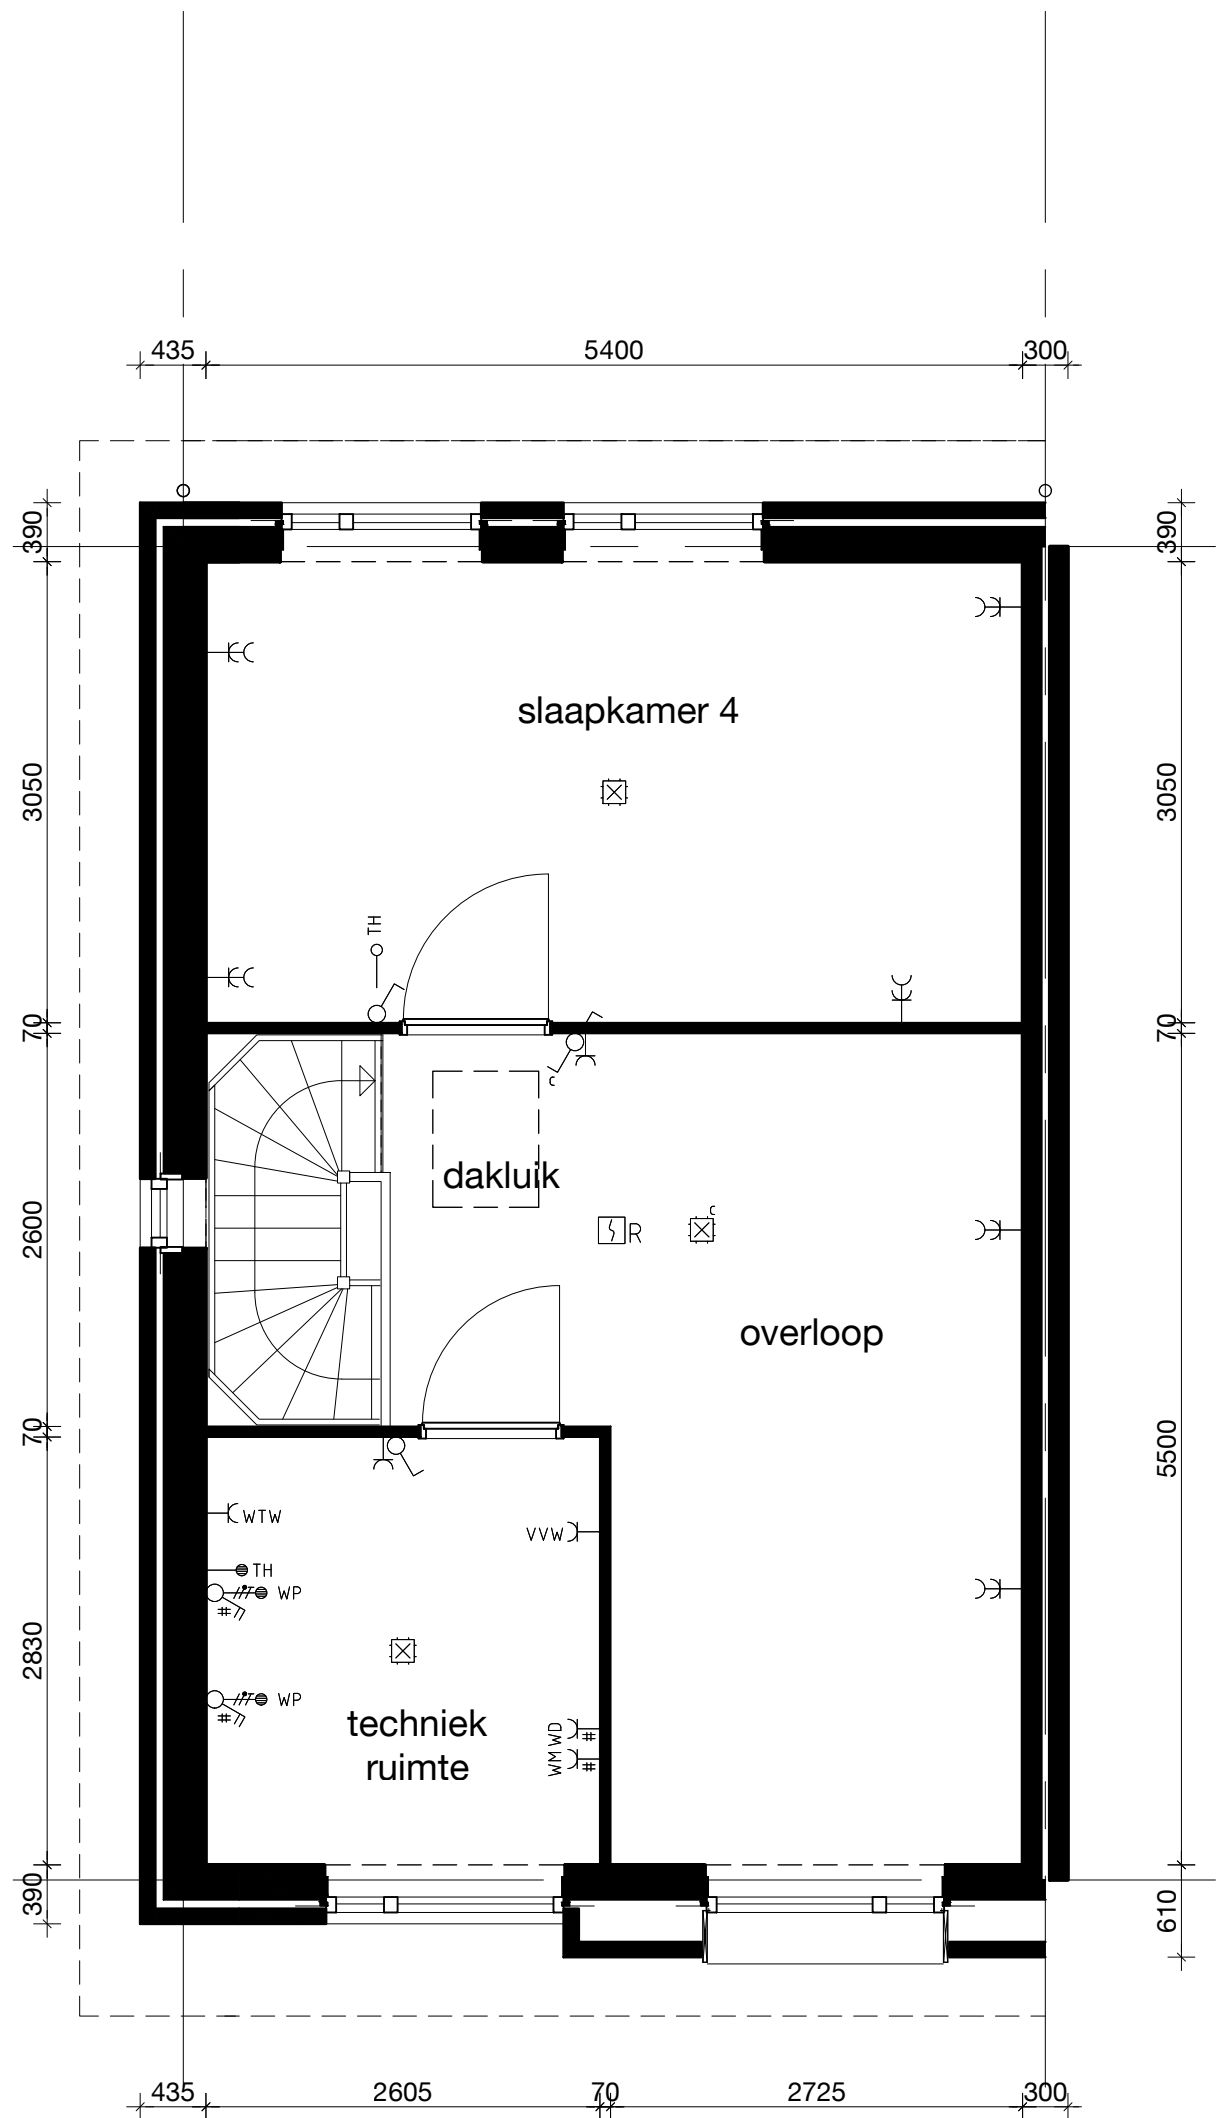 435 5400 300
390 390
slaapkamer 4
3050 3050
TH
70 70
c
dakluik
c
R
2600
overloop
70
5500
WTW
VVW
TH
WP
#
2830
WP
#
techniek
ruimte
WD #
WM #
390
610
435 2605 70 2725 300